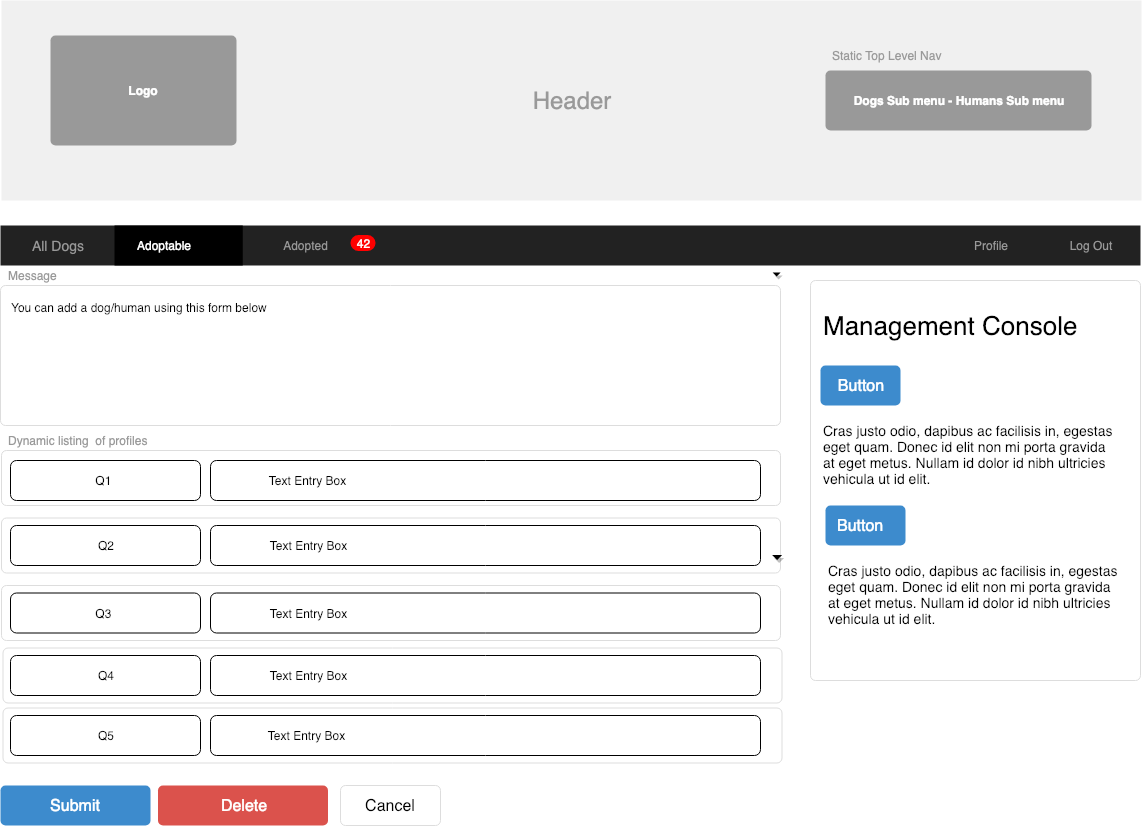 Logo
Header
Static Top Level Nav
Dogs Sub menu - Humans Sub menu
All Dogs
Adoptable
Adopted
42
Profile
Log Out
Message
You can add a dog/human using this form below
Dynamic listing  of profiles
Q1
Text Entry Box
Q2
Text Entry Box
Q3
Text Entry Box
Q4
Text Entry Box
Q5
Text Entry Box
Submit
Delete
Cancel
Management Console
Button
Cras justo odio, dapibus ac facilisis in, egestas
eget quam. Donec id elit non mi porta gravida
at eget metus. Nullam id dolor id nibh ultricies
vehicula ut id elit.
Button
Cras justo odio, dapibus ac facilisis in, egestas
eget quam. Donec id elit non mi porta gravida
at eget metus. Nullam id dolor id nibh ultricies
vehicula ut id elit.